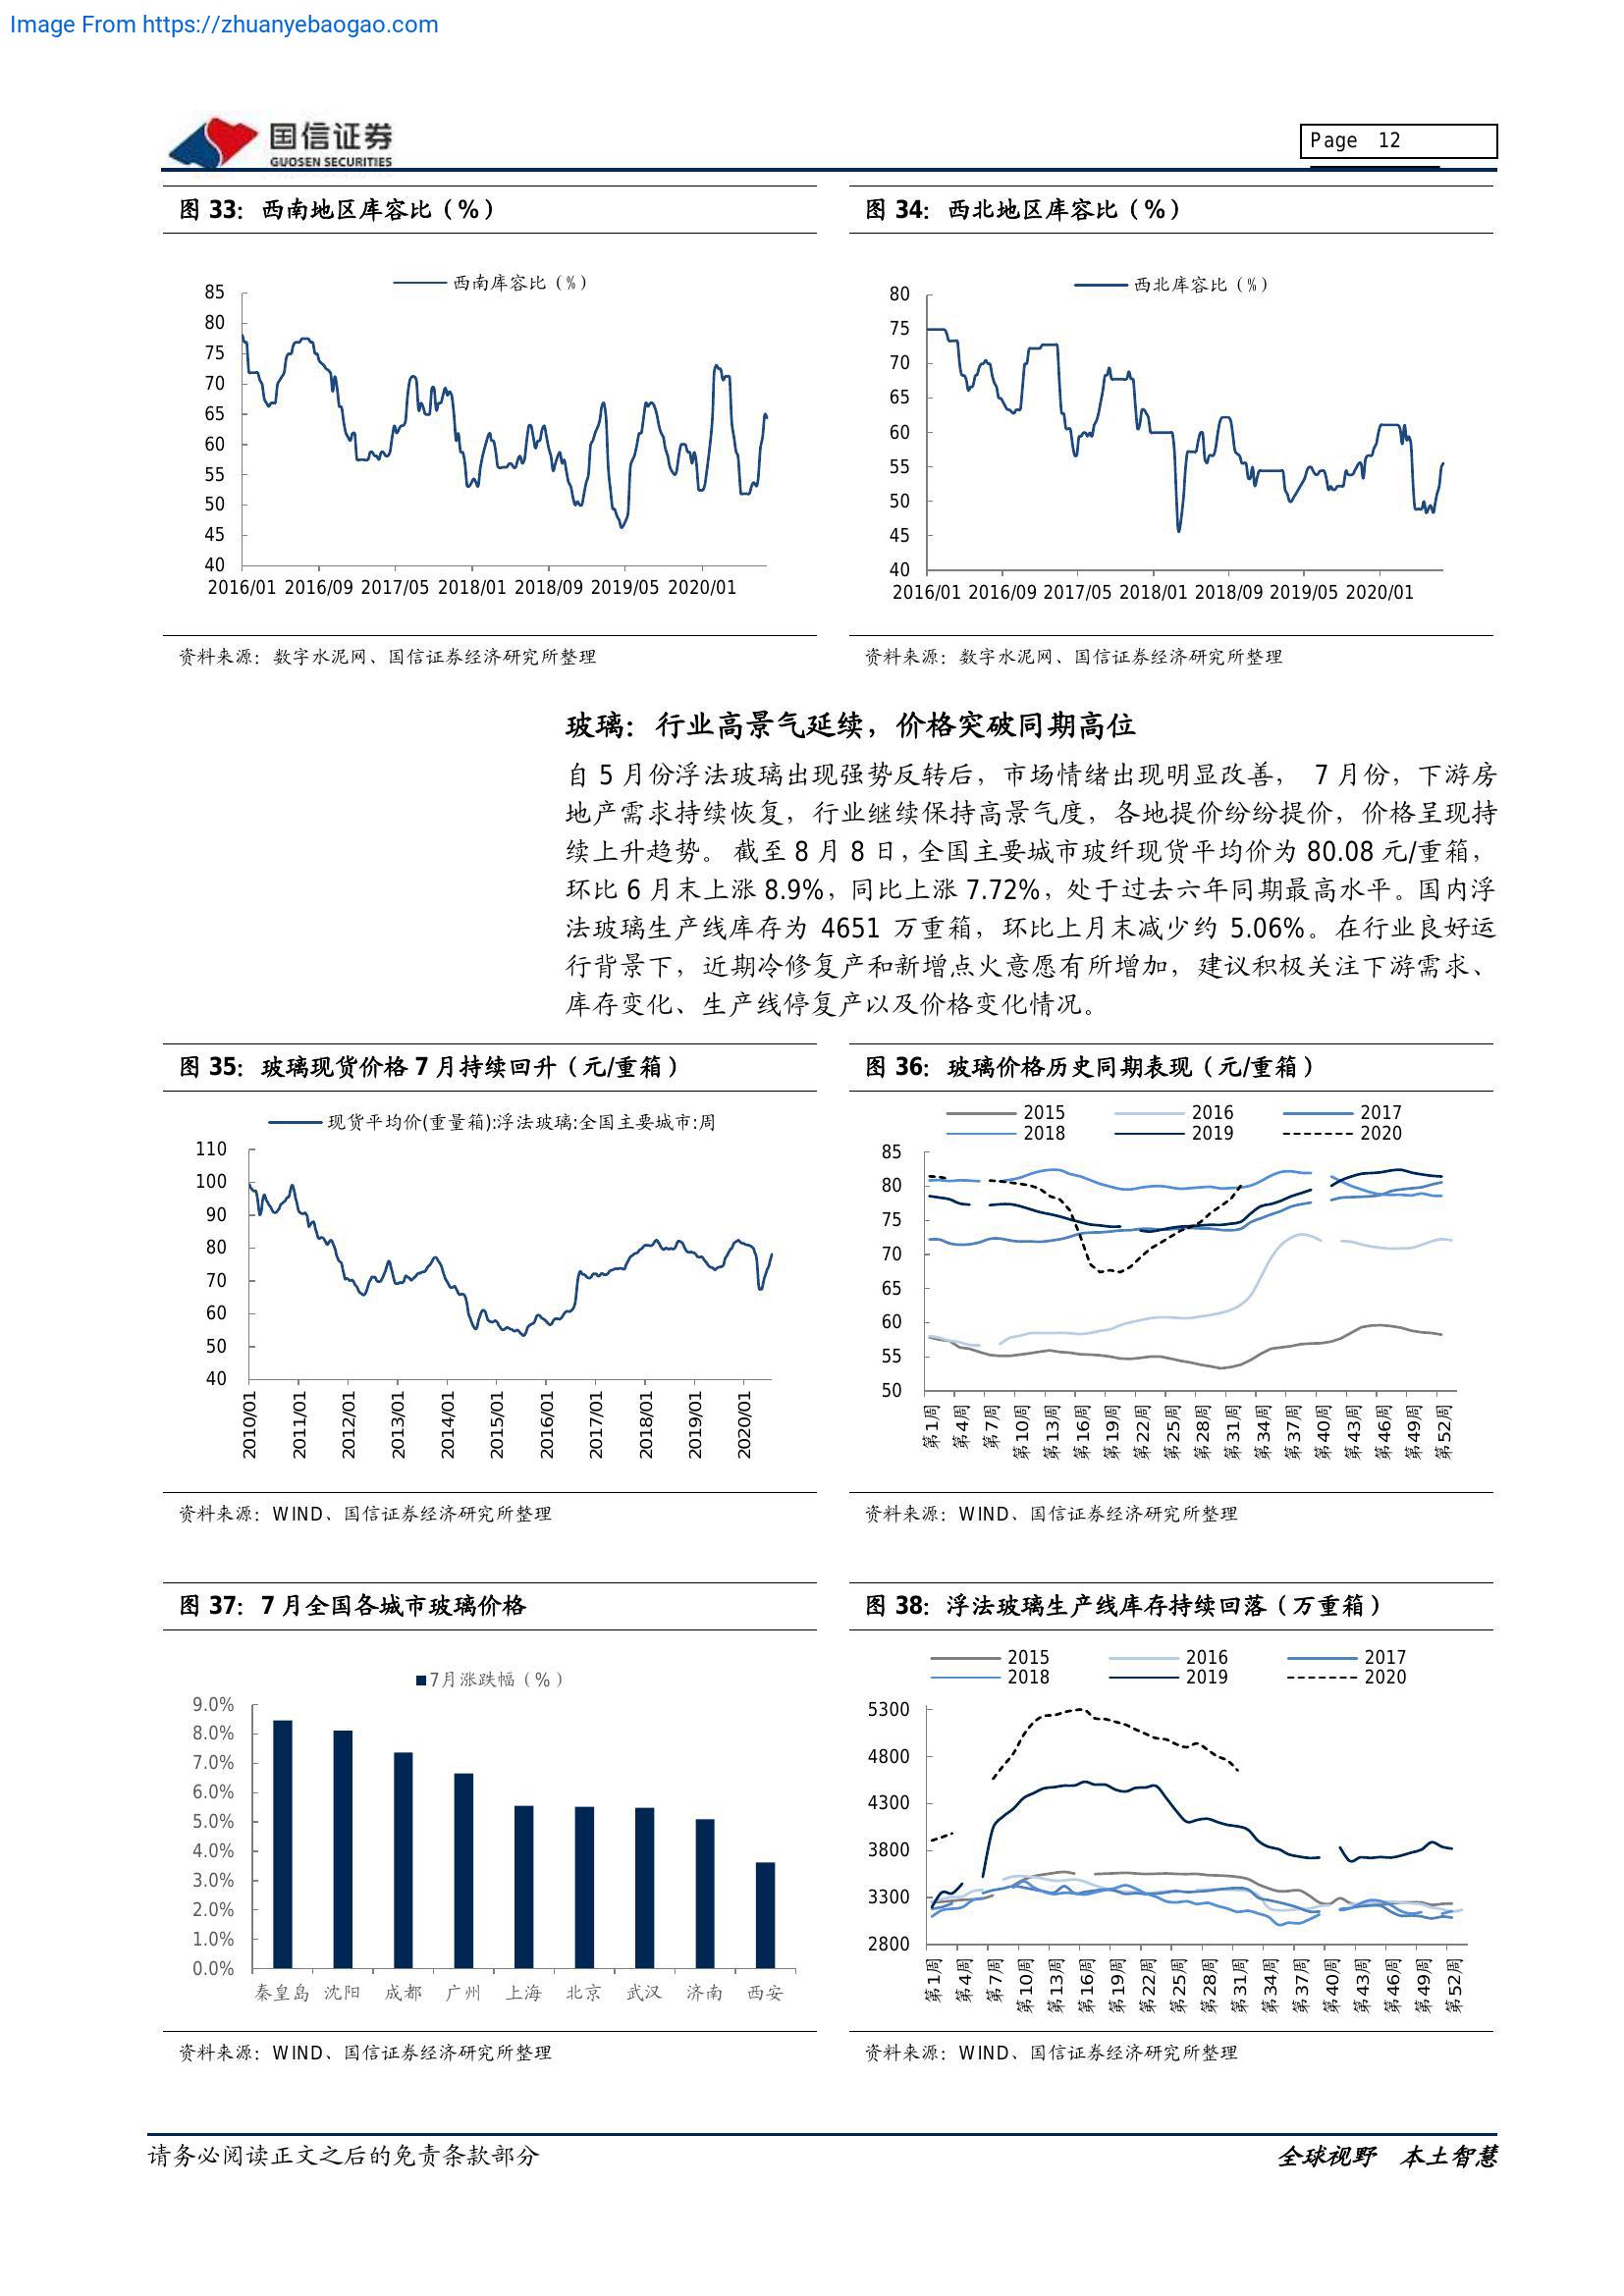 Image From https://zhuanyebaogao.com
国信证券
GUOSEN SECURITIES
Page 12
图 33：西南地区库容比（%）
图 34：西北地区库容比（%）
西南库容比（%）
85
80
75
70
65
60
55
50
45
40
2016/01 2016/09 2017/05 2018/01 2018/09 2019/05 2020/01
西北库容比（%）
80
75
70
65
60
55
50
45
40
2016/01 2016/09 2017/05 2018/01 2018/09 2019/05 2020/01
资料来源：数字水泥网、国信证券经济研究所整理
资料来源：数字水泥网、国信证券经济研究所整理
玻璃：行业高景气延续，价格突破同期高位
自 5 月份浮法玻璃出现强势反转后，市场情绪出现明显改善， 7 月份，下游房
地产需求持续恢复，行业继续保持高景气度，各地提价纷纷提价，价格呈现持
续上升趋势。 截至 8 月 8 日，全国主要城市玻纤现货平均价为 80.08 元/重箱，
环比 6 月末上涨 8.9%，同比上涨 7.72%，处于过去六年同期最高水平。国内浮
法玻璃生产线库存为 4651 万重箱，环比上月末减少约 5.06%。在行业良好运
行背景下，近期冷修复产和新增点火意愿有所增加，建议积极关注下游需求、
库存变化、生产线停复产以及价格变化情况。
图 35：玻璃现货价格 7 月持续回升（元/重箱）
图 36：玻璃价格历史同期表现（元/重箱）
现货平均价(重量箱):浮法玻璃:全国主要城市:周
110
100
90
80
70
60
50
40
2010/01 2011/01 2012/01 2013/01 2014/01 2015/01 2016/01 2017/01 2018/01 2019/01 2020/01
2015 2016 2017
2018 2019 2020
85
80
75
70
65
60
55
50
第1周 第4周 第7周 第10周 第13周 第16周 第19周 第22周 第25周 第28周 第31周 第34周 第37周 第40周 第43周 第46周 第49周 第52周
资料来源：WIND、国信证券经济研究所整理
资料来源：WIND、国信证券经济研究所整理
图 37：7 月全国各城市玻璃价格
图 38：浮法玻璃生产线库存持续回落（万重箱）
7月涨跌幅（%）
9.0%
8.0%
7.0%
6.0%
5.0%
4.0%
3.0%
2.0%
1.0%
0.0%
秦皇岛 沈阳 成都 广州 上海 北京 武汉 济南 西安
2015 2016 2017
2018 2019 2020
5300
4800
4300
3800
3300
2800
第1周 第4周 第7周 第10周 第13周 第16周 第19周 第22周 第25周 第28周 第31周 第34周 第37周 第40周 第43周 第46周 第49周 第52周
资料来源：WIND、国信证券经济研究所整理
资料来源：WIND、国信证券经济研究所整理
请务必阅读正文之后的免责条款部分
全球视野 本土智慧